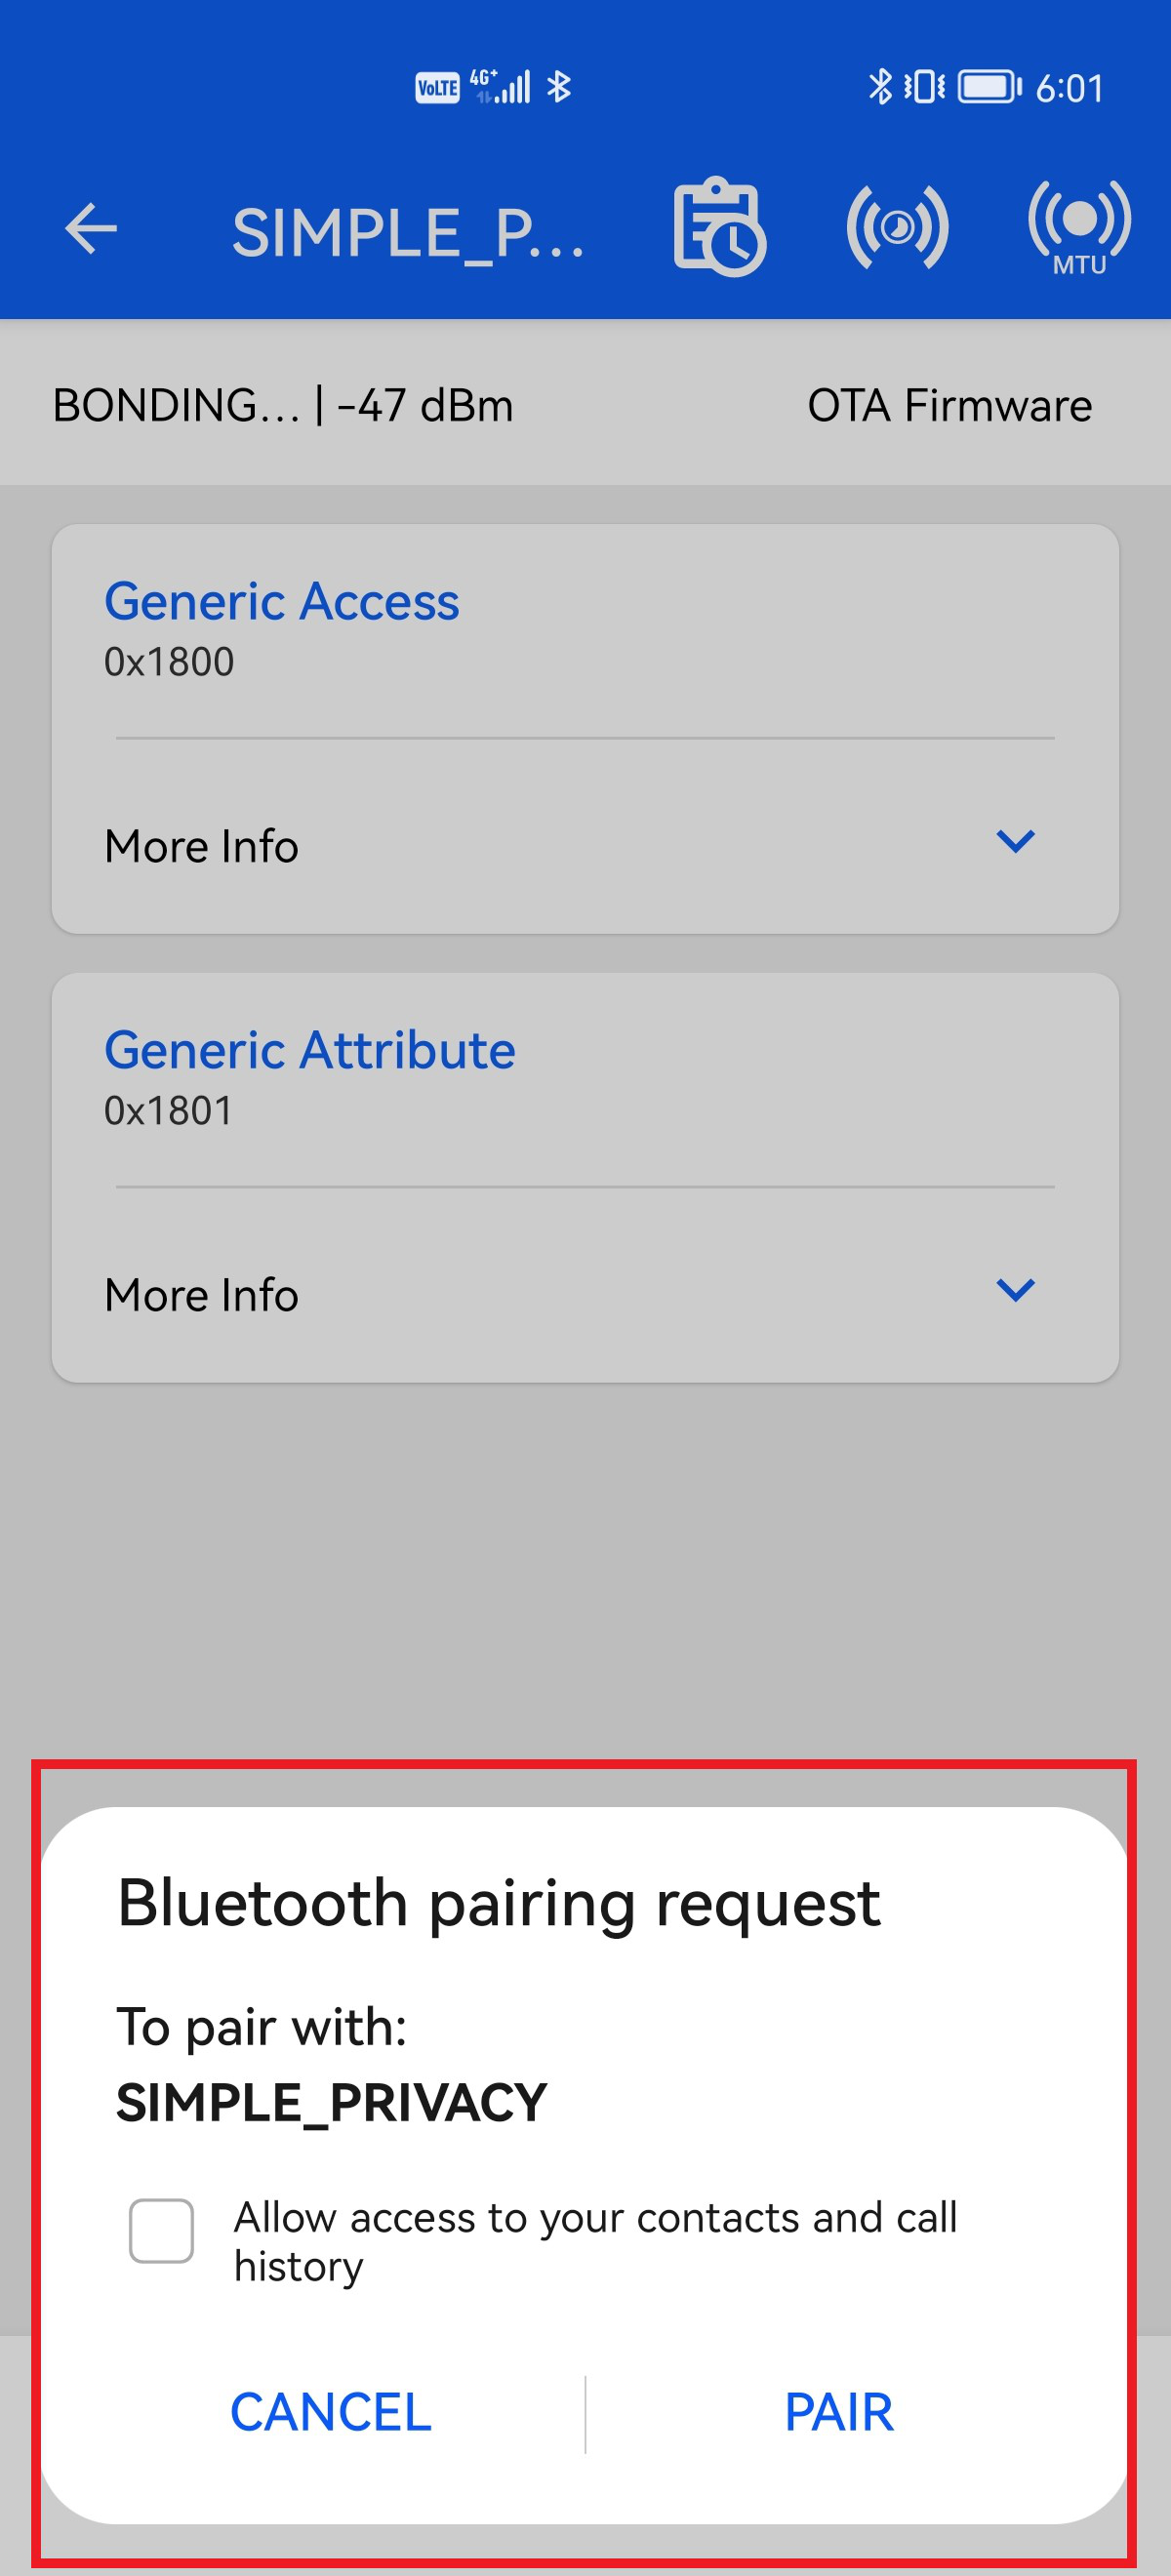 VoLTE 4G+ 6:01
SIMPLE_P...
MTU
BONDING... | -47 dBm OTA Firmware
Generic Access
0x1800
More Info
Generic Attribute
0x1801
More Info
Bluetooth pairing request
To pair with:
SIMPLE_PRIVACY
Allow access to your contacts and call
history
CANCEL PAIR